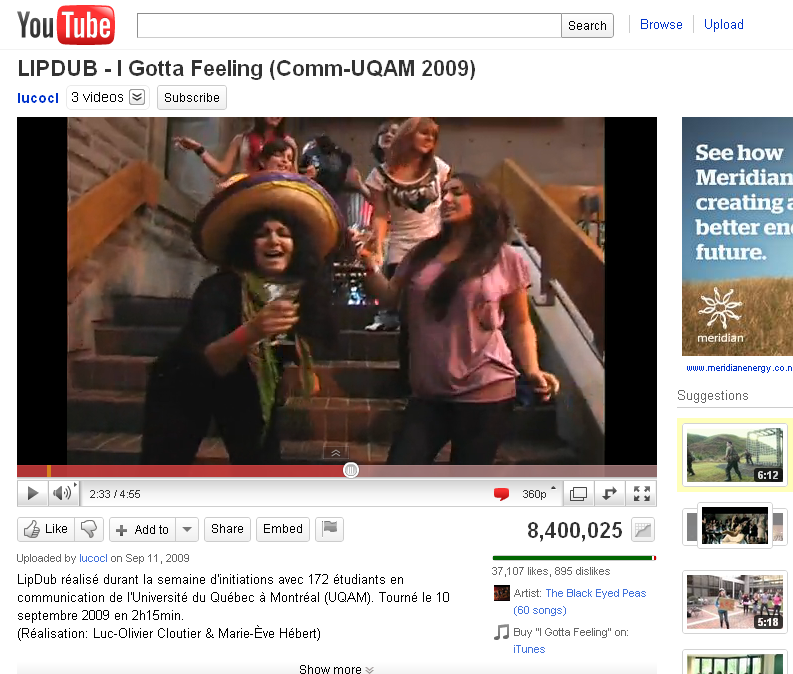 YouTube
Search
Browse
Upload
LIPDUB - I Gotta Feeling (Comm-UQAM 2009)
lucocl
3 videos
Subscribe
See how
Meridian
creating a
better en
future.
meridian
www.meridianenergy.co.n
Suggestions
6:12
2:33 / 4:55
360p
Like
Add to
Share
Embed
8,400,025
Uploaded by lucocl on Sep 11, 2009
37,107 likes, 895 dislikes
LipDub réalisé durant la semaine d'initiations avec 172 étudiants en
communication de l'Université du Québec à Montréal (UQAM). Tourné le 10
septembre 2009 en 2h15min.
(Réalisation: Luc-Olivier Cloutier & Marie-Ève Hébert)
Artist: The Black Eyed Peas
(60 songs)
Buy "I Gotta Feeling" on:
iTunes
5:18
Show more